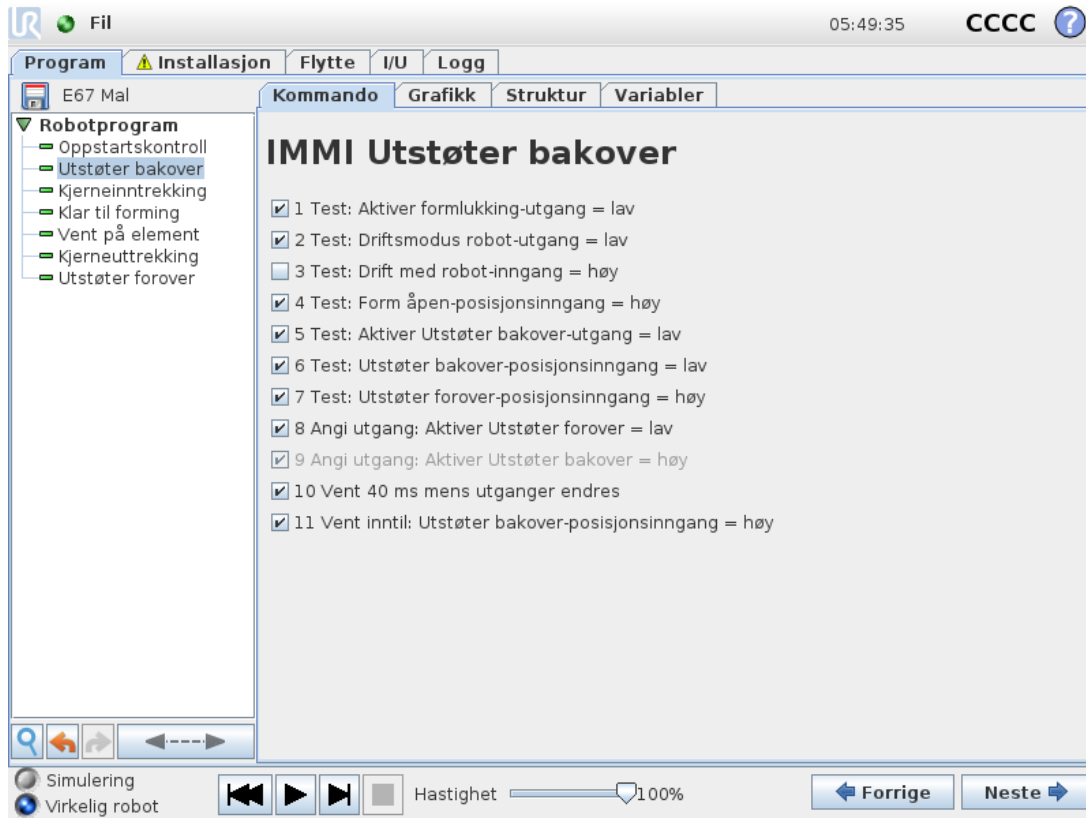 UR Fil 05:49:35 CCCC ?
Program Installasjon Flytte I/U Logg
E67 Mal
Kommando Grafikk Struktur Variabler
Robotprogram
Oppstartskontroll
Utstøter bakover
Kjerneinntrekking
Klar til forming
Vent på element
Kjerneuttrekking
Utstøter forover
IMMI Utstøter bakover
1 Test: Aktiver formlukking-utgang = lav
2 Test: Driftsmodus robot-utgang = lav
3 Test: Drift med robot-inngang = høy
4 Test: Form åpen-posisjonsinngang = høy
5 Test: Aktiver Utstøter bakover-utgang = lav
6 Test: Utstøter bakover-posisjonsinngang = lav
7 Test: Utstøter forover-posisjonsinngang = høy
8 Angi utgang: Aktiver Utstøter forover = lav
9 Angi utgang: Aktiver Utstøter bakover = høy
10 Vent 40 ms mens utganger endres
11 Vent inntil: Utstøter bakover-posisjonsinngang = høy
Simulering
Virkelig robot
Hastighet 100%
Forrige Neste